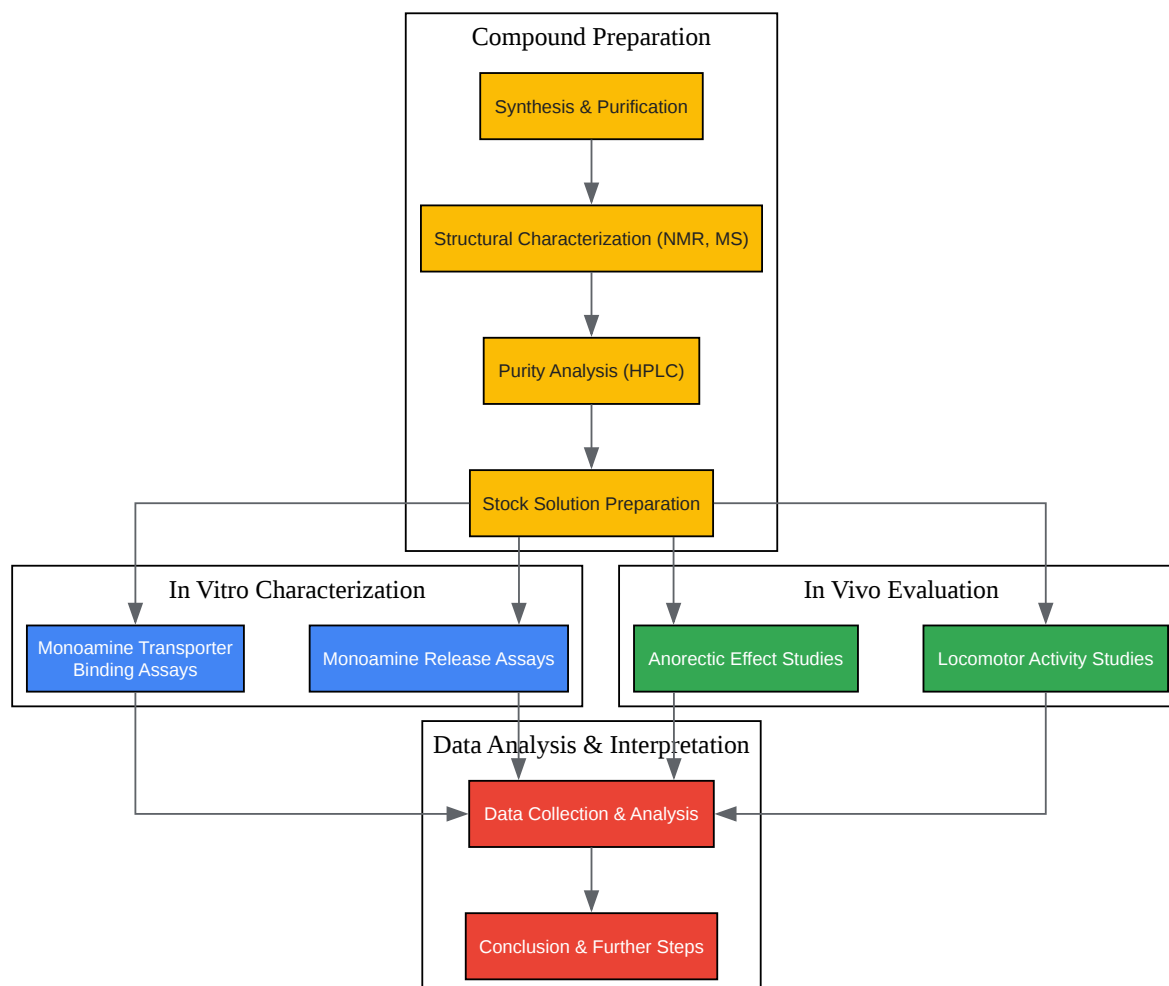 Compound Preparation
Synthesis & Purification
Structural Characterization (NMR, MS)
Purity Analysis (HPLC)
Stock Solution Preparation
In Vitro Characterization
Monoamine Transporter
Binding Assays
Monoamine Release Assays
In Vivo Evaluation
Anorectic Effect Studies
Locomotor Activity Studies
Data Analysis & Interpretation
Data Collection & Analysis
Conclusion & Further Steps